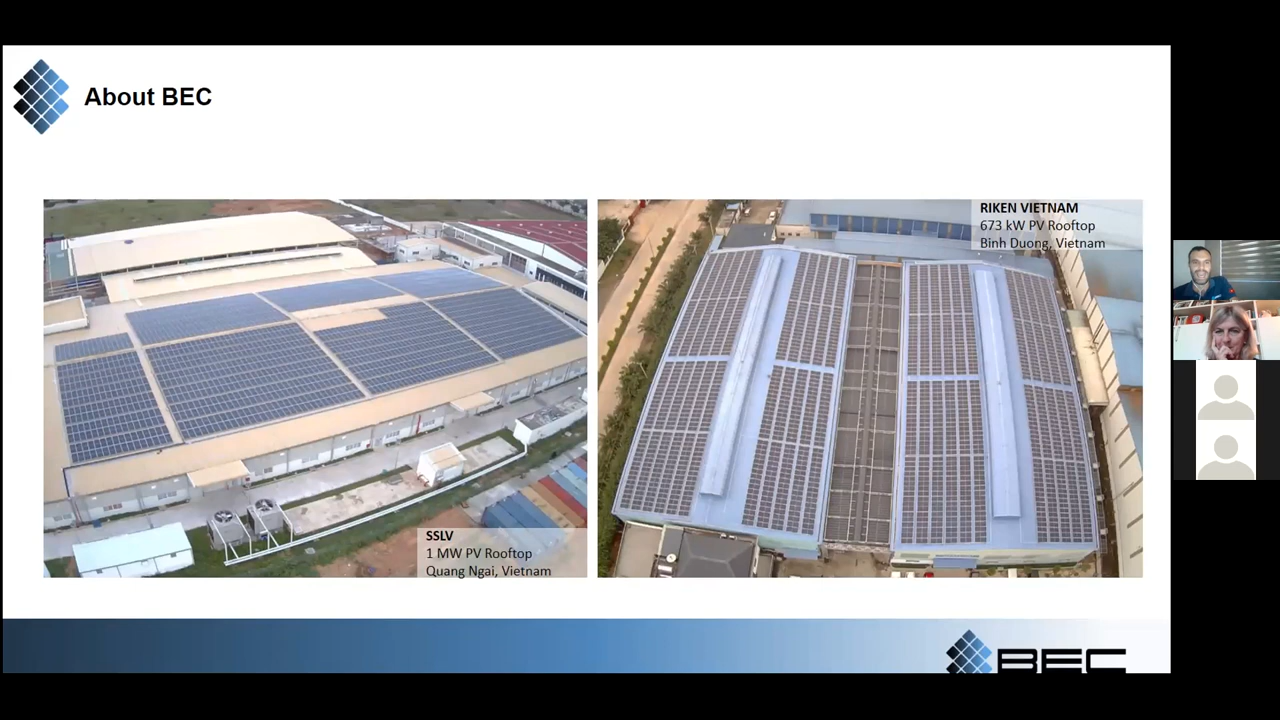 About BEC
SSLV
1 MW PV Rooftop
Quang Ngai, Vietnam
RIKEN VIETNAM
673 kW PV Rooftop
Binh Duong, Vietnam
BEC